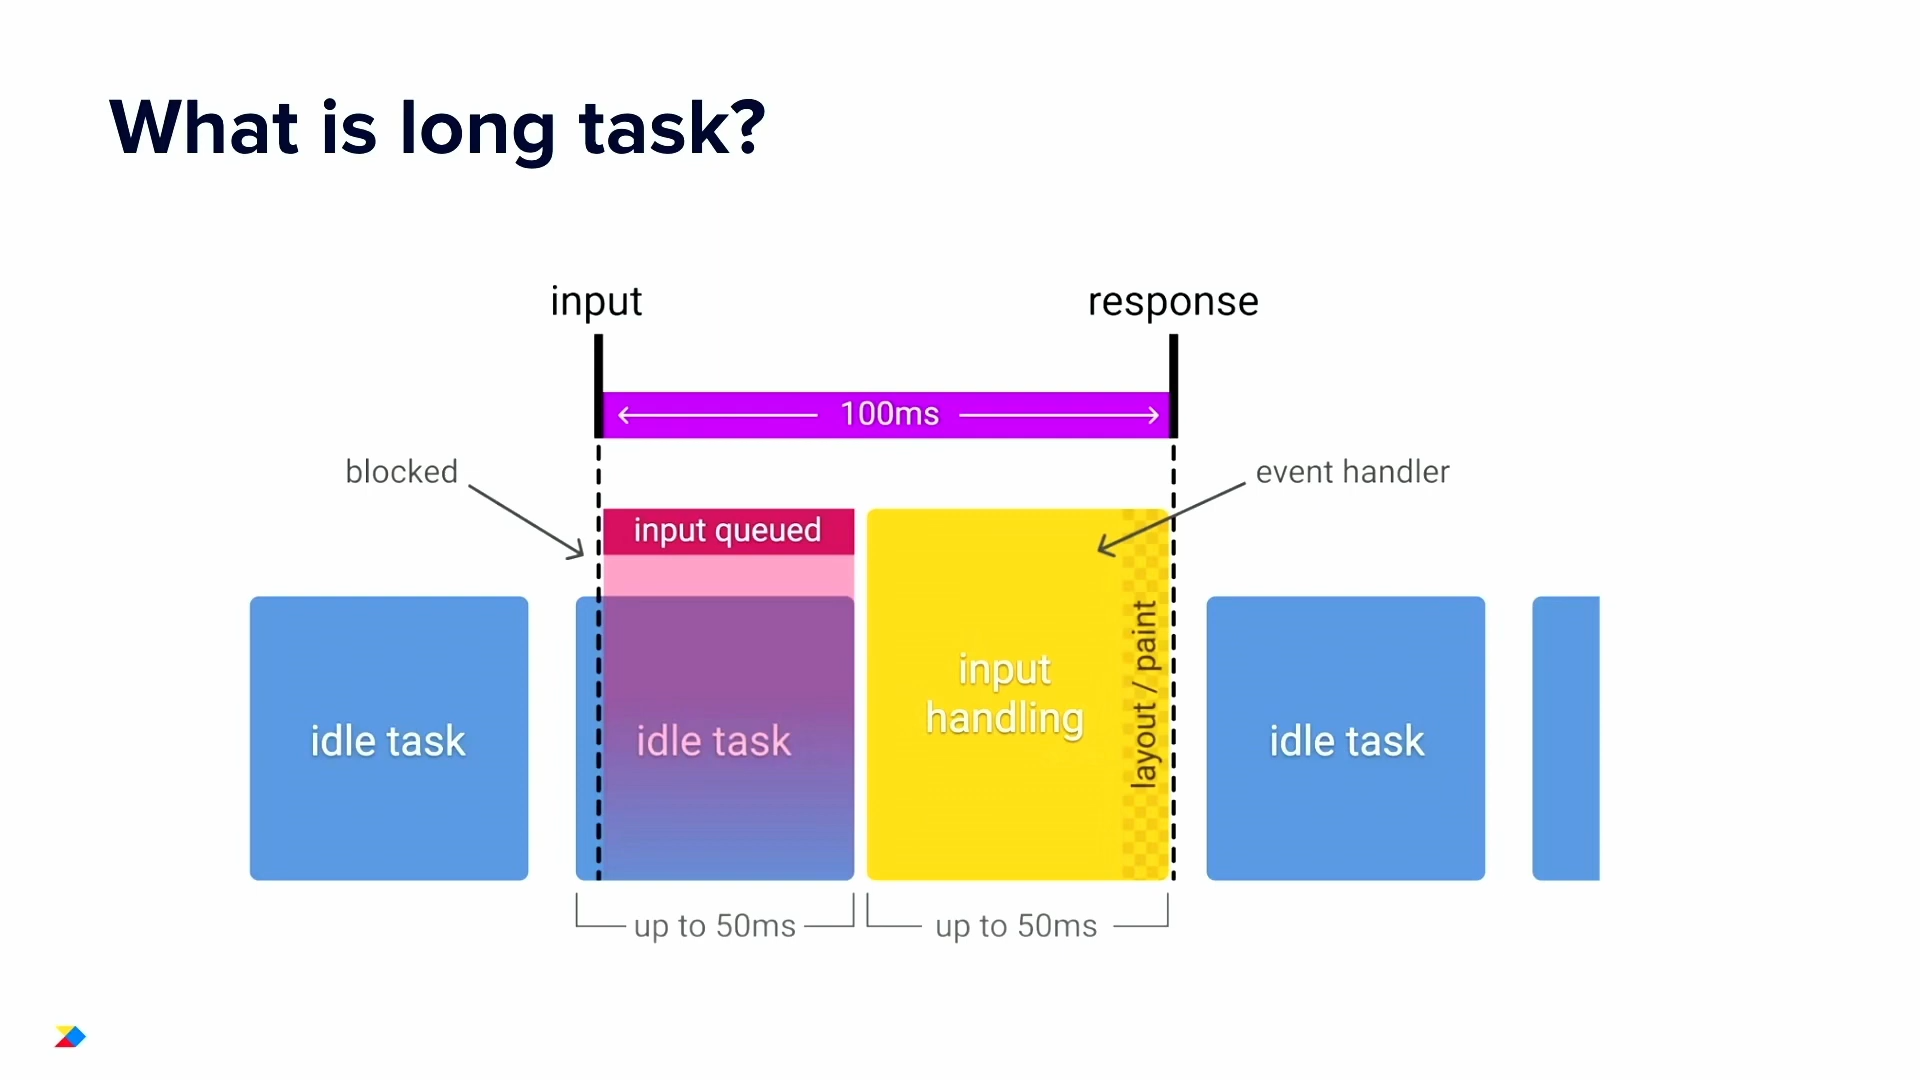 What is long task?
input
response
100ms
blocked
event handler
input queued
idle task
idle task
input
handling
layout / paint
idle task
up to 50ms
up to 50ms